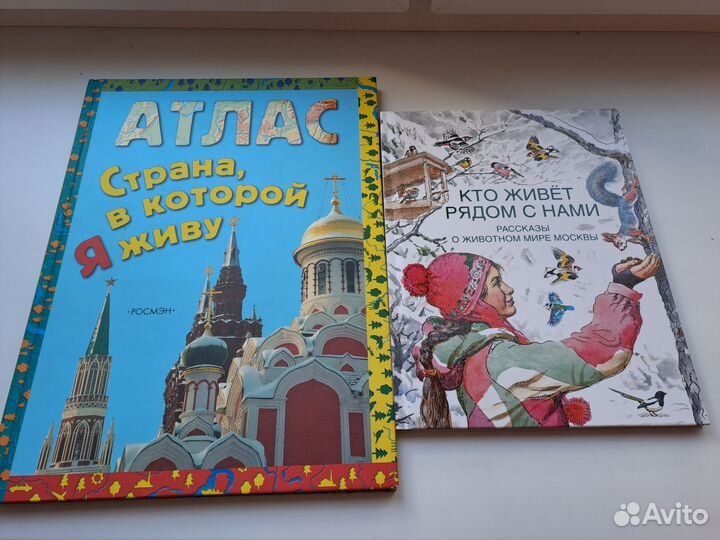 АТЛАС
Страна,
в которой
Я живу
·РОСМЭН·
КТО ЖИВЁТ
РЯДОМ С НАМИ
РАССКАЗЫ
О ЖИВОТНОМ МИРЕ МОСКВЫ
Avito